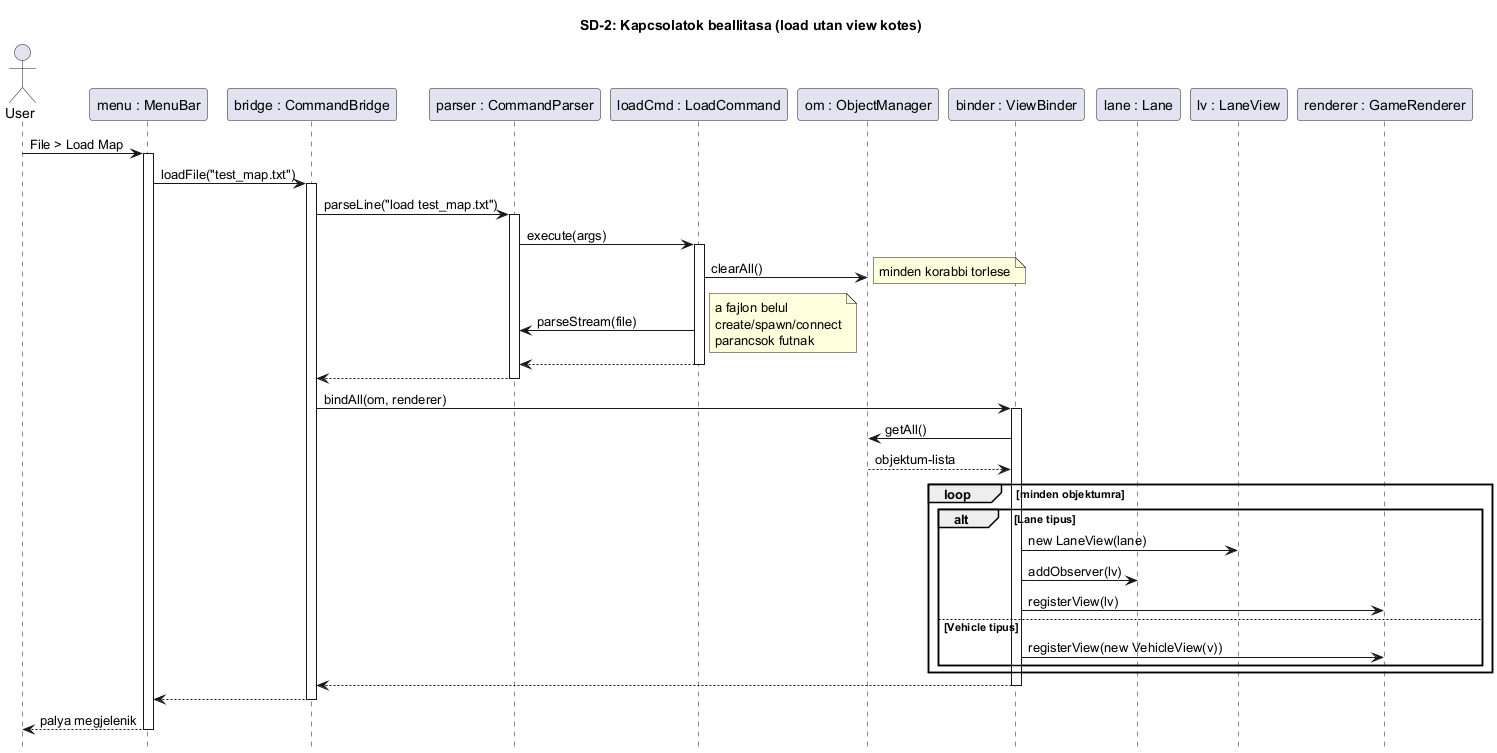 SD-2: Kapcsolatok beallitasa (load utan view kotes)
User
menu : MenuBar
bridge : CommandBridge
parser : CommandParser
loadCmd : LoadCommand
om : ObjectManager
binder : ViewBinder
lane : Lane
lv : LaneView
renderer : GameRenderer
File > Load Map
loadFile("test_map.txt")
parseLine("load test_map.txt")
execute(args)
clearAll()
minden korabbi torlese
parseStream(file)
a fajlon belul
create/spawn/connect
parancsok futnak
bindAll(om, renderer)
getAll()
objektum-lista
loop
[minden objektumra]
alt
[Lane tipus]
new LaneView(lane)
addObserver(lv)
registerView(lv)
[Vehicle tipus]
registerView(new VehicleView(v))
palya megjelenik